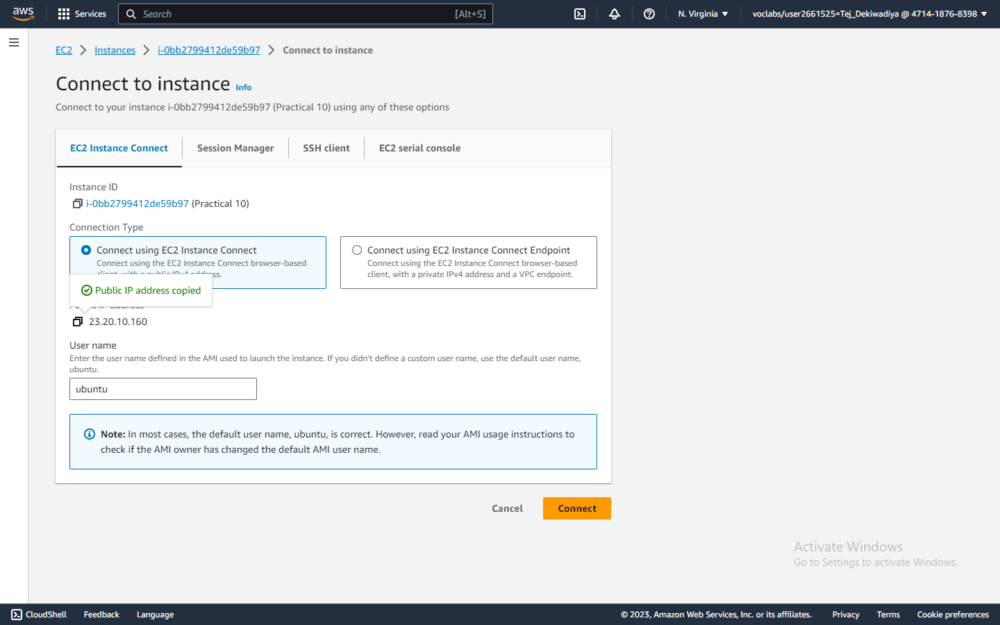 aws
Services
Search
[Alt+S]
N. Virginia
voclabs/user2661525=Tej_Dekiwadiya @ 4714-1876-8398
EC2
Instances
i-0bb2799412de59b97
Connect to instance
Connect to instance
Info
Connect to your instance i-0bb2799412de59b97 (Practical 10) using any of these options
EC2 Instance Connect
Session Manager
SSH client
EC2 serial console
Instance ID
i-0bb2799412de59b97 (Practical 10)
Connection Type
Connect using EC2 Instance Connect
Connect using the EC2 Instance Connect browser-based
client, with a public IPv4 address.
Connect using EC2 Instance Connect Endpoint
Connect using the EC2 Instance Connect browser-based
client, with a private IPv4 address and a VPC endpoint.
Public IP address copied
Public IP address
23.20.10.160
User name
Enter the user name defined in the AMI used to launch the instance. If you didn't define a custom user name, use the default user name,
ubuntu.
ubuntu
Note: In most cases, the default user name, ubuntu, is correct. However, read your AMI usage instructions to
check if the AMI owner has changed the default AMI user name.
Cancel
Connect
Activate Windows
Go to Settings to activate Windows.
CloudShell
Feedback
Language
© 2023, Amazon Web Services, Inc. or its affiliates.
Privacy
Terms
Cookie preferences